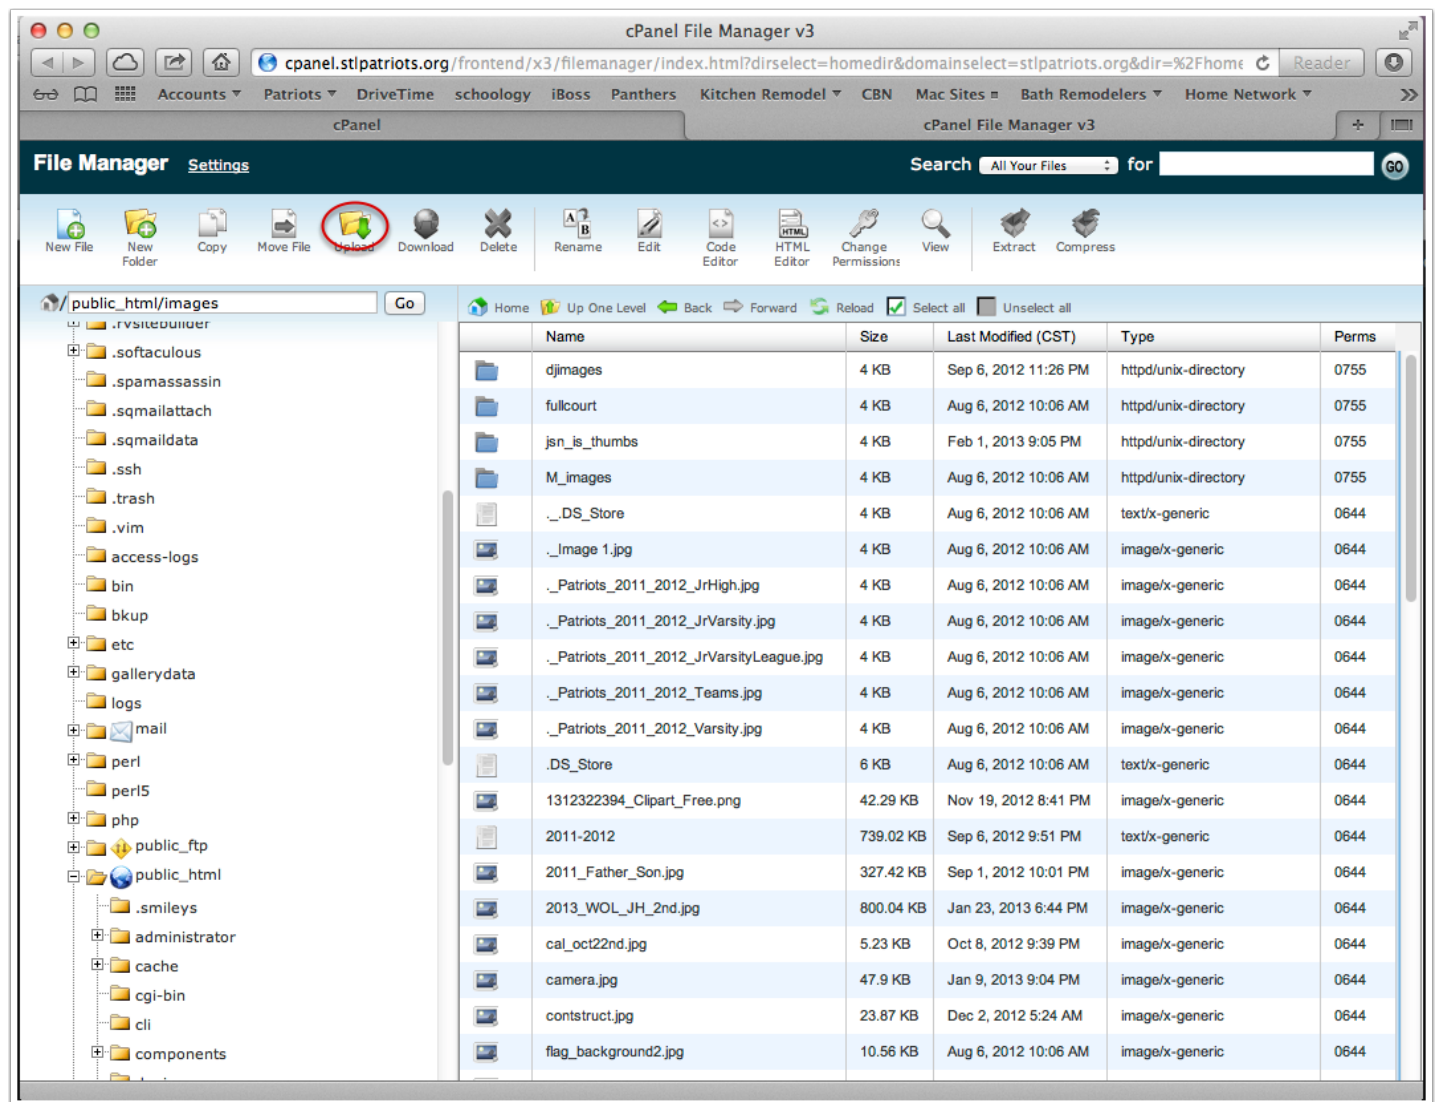 cPanel File Manager v3
cpanel.stlpatriots.org/frontend/x3/filemanager/index.html?dirselect=homedir&domainselect=stlpatriots.org&dir=%2Fhome
Reader
Accounts Patriots DriveTime schoology iBoss Panthers Kitchen Remodel CBN Mac Sites Bath Remodelers Home Network
cPanel cPanel File Manager v3
File Manager Settings Search All Your Files for GO
New File New Folder Copy Move File Upload Download Delete Rename Edit Code Editor HTML Editor Change Permissions View Extract Compress
/ public_html/images Go
Home Up One Level Back Forward Reload Select all Unselect all
.rvsitebuilder
.softaculous
.spamassassin
.sqmailattach
.sqmaildata
.ssh
.trash
.vim
access-logs
bin
bkup
etc
gallerydata
logs
mail
perl
perl5
php
public_ftp
public_html
.smileys
administrator
cache
cgi-bin
cli
components
Name Size Last Modified (CST) Type Perms
djimages 4 KB Sep 6, 2012 11:26 PM httpd/unix-directory 0755
fullcourt 4 KB Aug 6, 2012 10:06 AM httpd/unix-directory 0755
jsn_is_thumbs 4 KB Feb 1, 2013 9:05 PM httpd/unix-directory 0755
M_images 4 KB Aug 6, 2012 10:06 AM httpd/unix-directory 0755
._.DS_Store 4 KB Aug 6, 2012 10:06 AM text/x-generic 0644
._Image 1.jpg 4 KB Aug 6, 2012 10:06 AM image/x-generic 0644
._Patriots_2011_2012_JrHigh.jpg 4 KB Aug 6, 2012 10:06 AM image/x-generic 0644
._Patriots_2011_2012_JrVarsity.jpg 4 KB Aug 6, 2012 10:06 AM image/x-generic 0644
._Patriots_2011_2012_JrVarsityLeague.jpg 4 KB Aug 6, 2012 10:06 AM image/x-generic 0644
._Patriots_2011_2012_Teams.jpg 4 KB Aug 6, 2012 10:06 AM image/x-generic 0644
._Patriots_2011_2012_Varsity.jpg 4 KB Aug 6, 2012 10:06 AM image/x-generic 0644
.DS_Store 6 KB Aug 6, 2012 10:06 AM text/x-generic 0644
1312322394_Clipart_Free.png 42.29 KB Nov 19, 2012 8:41 PM image/x-generic 0644
2011-2012 739.02 KB Sep 6, 2012 9:51 PM text/x-generic 0644
2011_Father_Son.jpg 327.42 KB Sep 1, 2012 10:01 PM image/x-generic 0644
2013_WOL_JH_2nd.jpg 800.04 KB Jan 23, 2013 6:44 PM image/x-generic 0644
cal_oct22nd.jpg 5.23 KB Oct 8, 2012 9:39 PM image/x-generic 0644
camera.jpg 47.9 KB Jan 9, 2013 9:04 PM image/x-generic 0644
contstruct.jpg 23.87 KB Dec 2, 2012 5:24 AM image/x-generic 0644
flag_background2.jpg 10.56 KB Aug 6, 2012 10:06 AM image/x-generic 0644